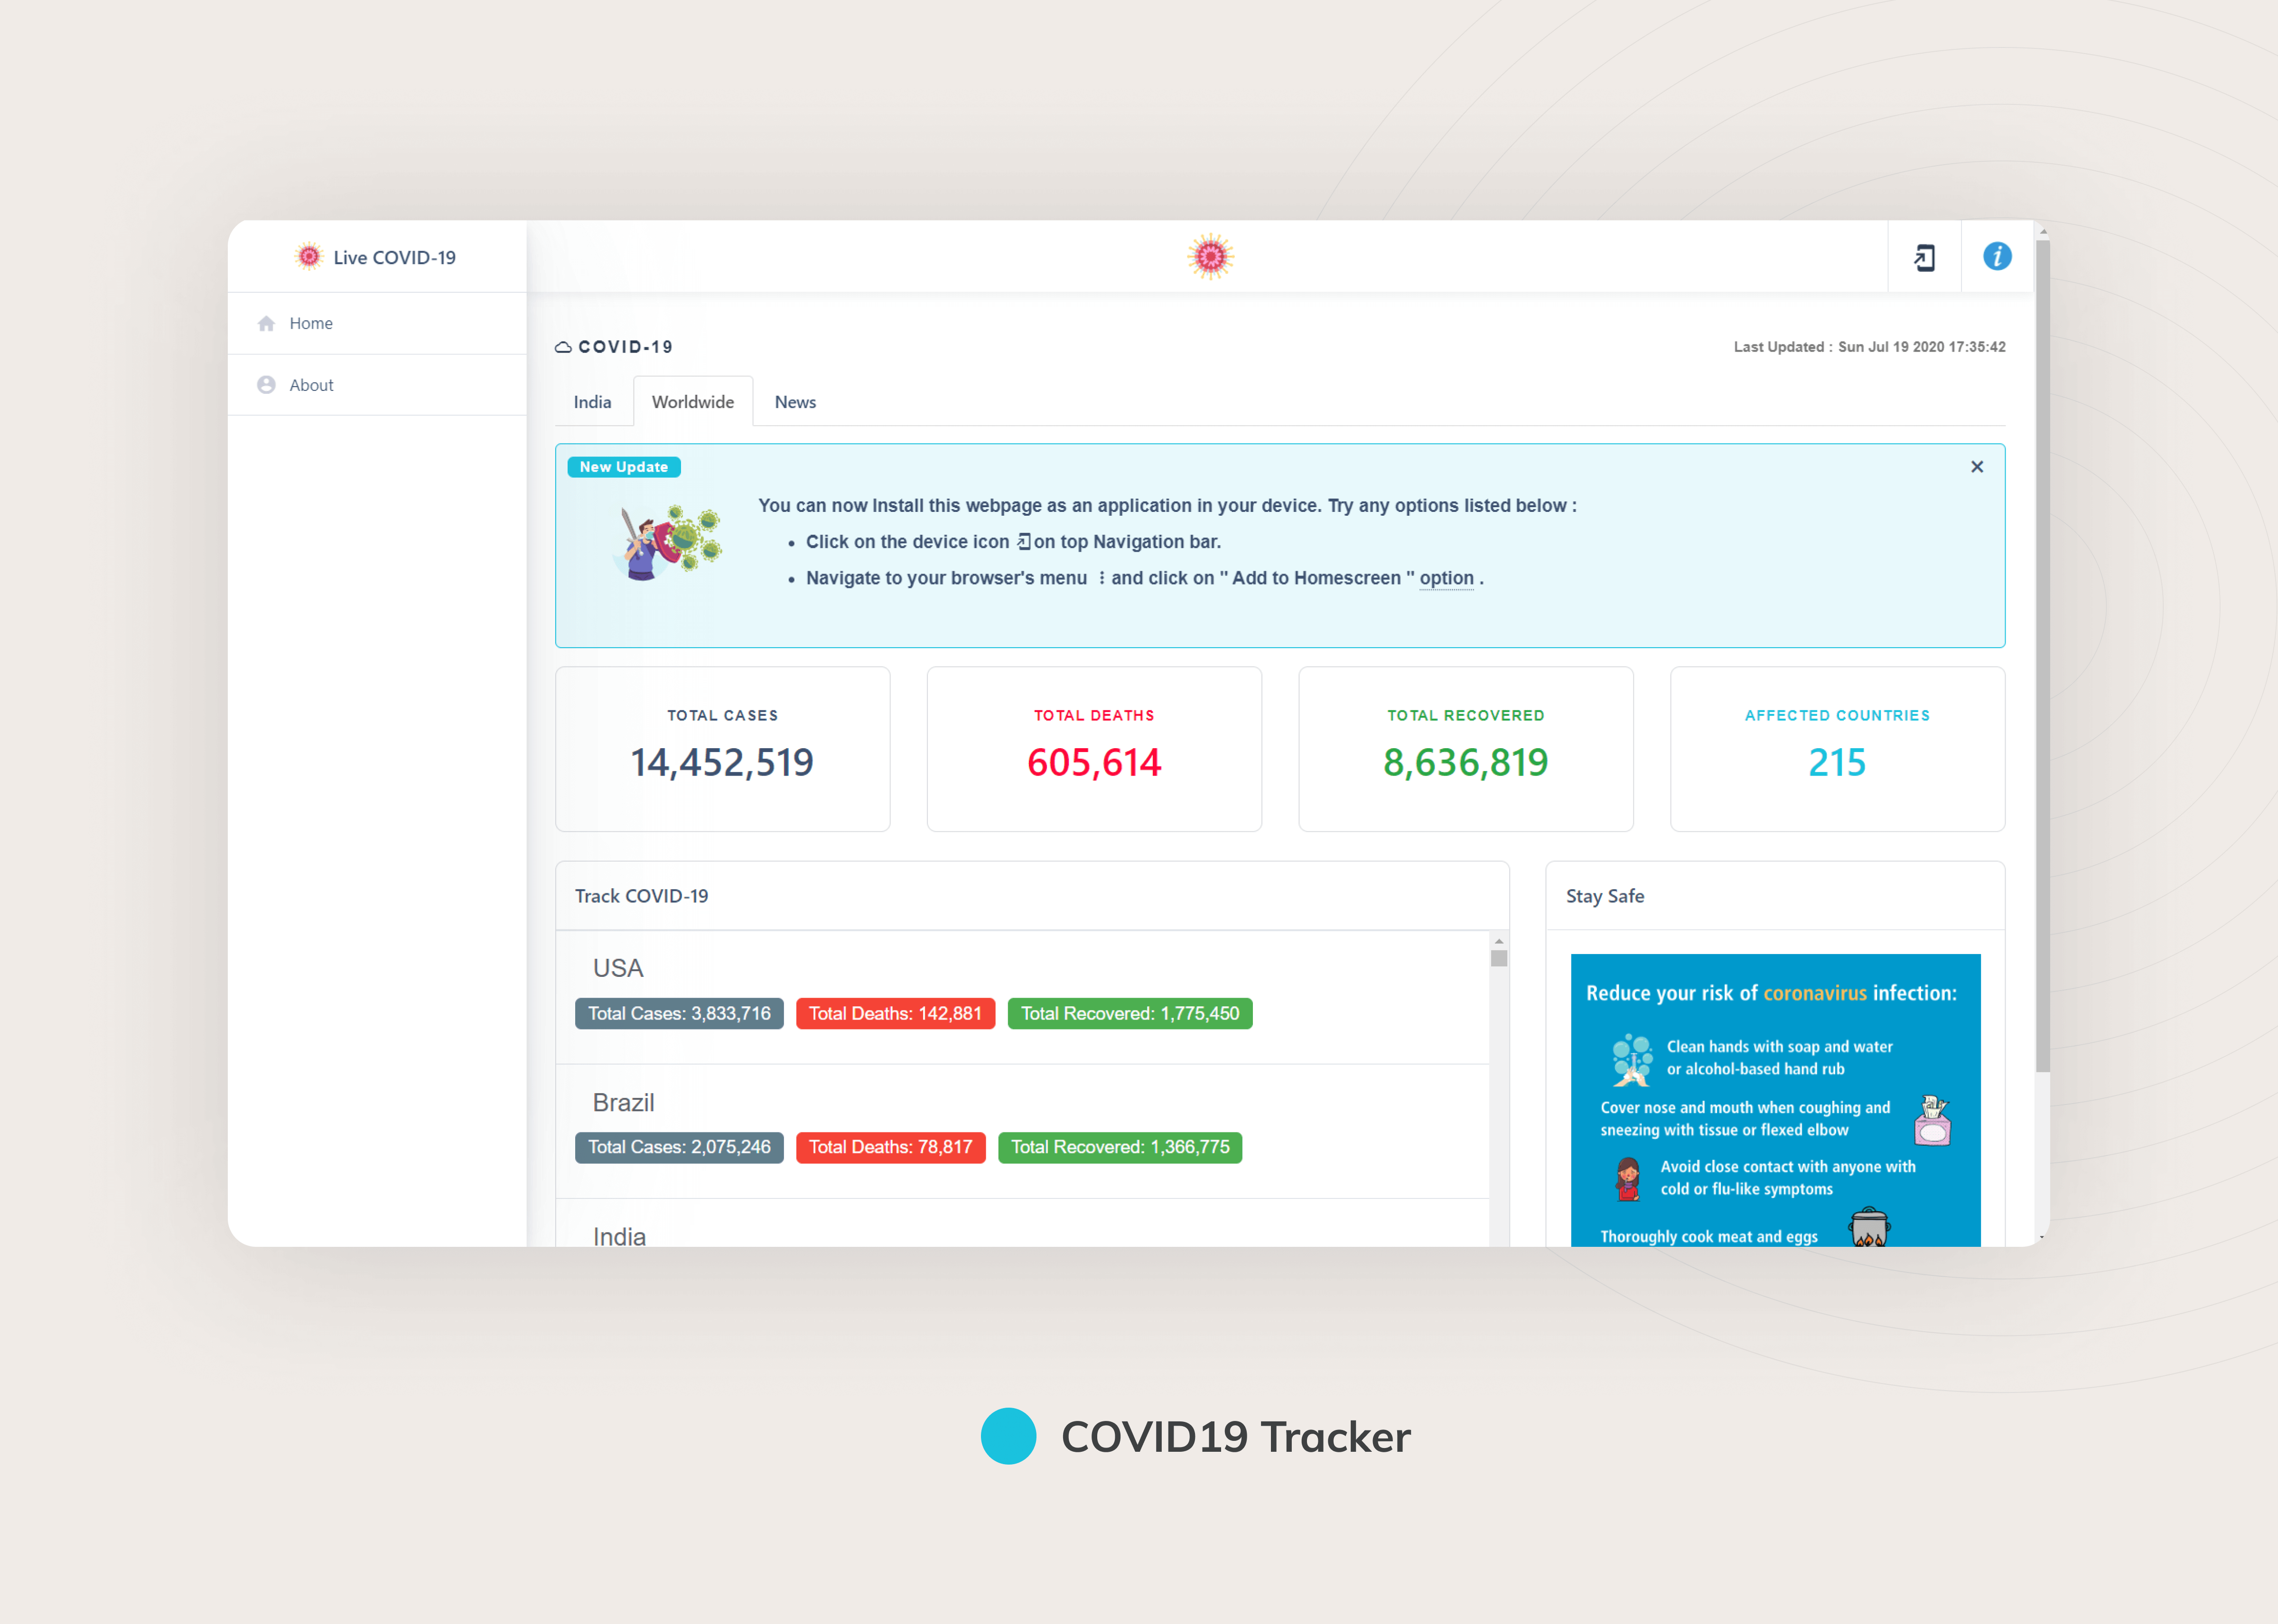 Live COVID-19
Home
About
COVID-19
Last Updated : Sun Jul 19 2020 17:35:42
India
Worldwide
News
New Update
You can now Install this webpage as an application in your device. Try any options listed below :
• Click on the device icon on top Navigation bar.
• Navigate to your browser's menu ⋮ and click on " Add to Homescreen " option .
TOTAL CASES
14,452,519
TOTAL DEATHS
605,614
TOTAL RECOVERED
8,636,819
AFFECTED COUNTRIES
215
Track COVID-19
USA
Total Cases: 3,833,716
Total Deaths: 142,881
Total Recovered: 1,775,450
Brazil
Total Cases: 2,075,246
Total Deaths: 78,817
Total Recovered: 1,366,775
India
Stay Safe
Reduce your risk of coronavirus infection:
Clean hands with soap and water
or alcohol-based hand rub
Cover nose and mouth when coughing and
sneezing with tissue or flexed elbow
Avoid close contact with anyone with
cold or flu-like symptoms
Thoroughly cook meat and eggs
COVID19 Tracker